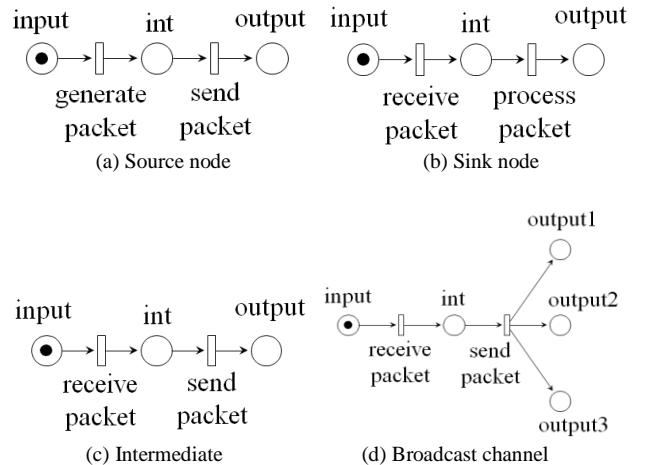 input int output
generate packet
send packet
(a) Source node
input int output
receive packet
process packet
(b) Sink node
input int output
receive packet
send packet
(c) Intermediate
input int
output1
output2
output3
receive packet
send packet
(d) Broadcast channel